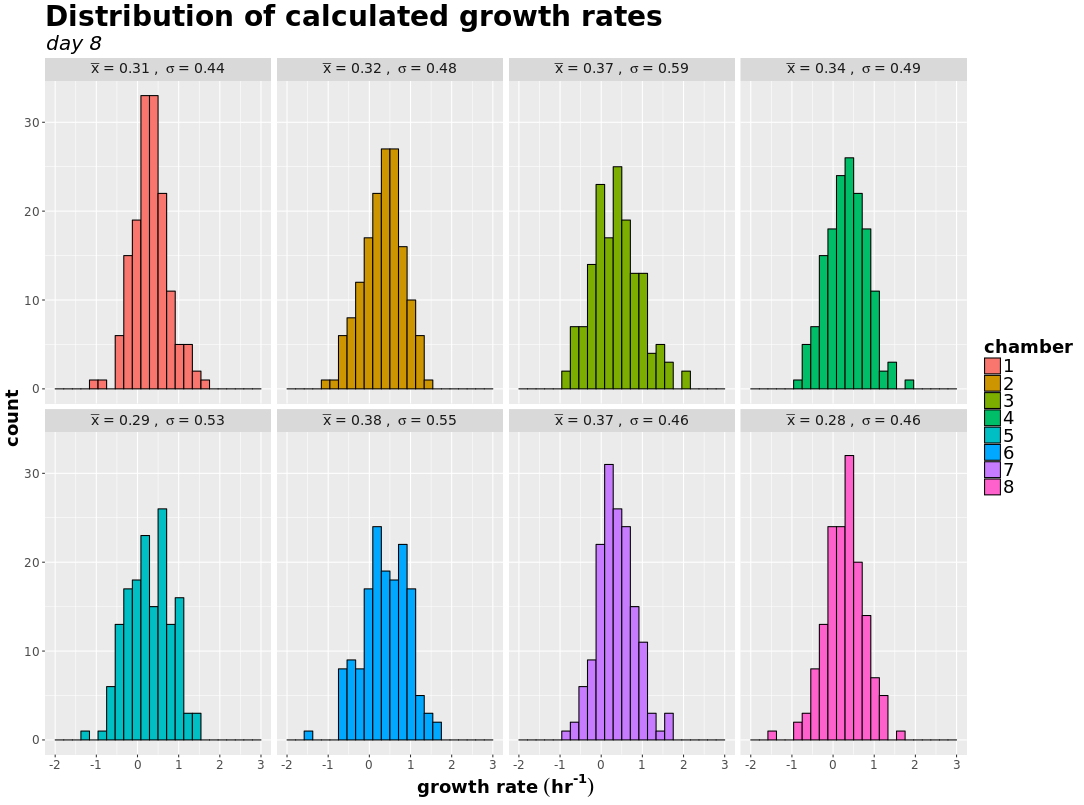 Distribution of calculated growth rates
day 8
x̅ = 0.31 , σ = 0.44
x̅ = 0.32 , σ = 0.48
x̅ = 0.37 , σ = 0.59
x̅ = 0.34 , σ = 0.49
30
20
10
0
count
x̅ = 0.29 , σ = 0.53
x̅ = 0.38 , σ = 0.55
x̅ = 0.37 , σ = 0.46
x̅ = 0.28 , σ = 0.46
30
20
10
0
-2 -1 0 1 2 3
-2 -1 0 1 2 3
-2 -1 0 1 2 3
-2 -1 0 1 2 3
growth rate (hr⁻¹)
chamber
1
2
3
4
5
6
7
8